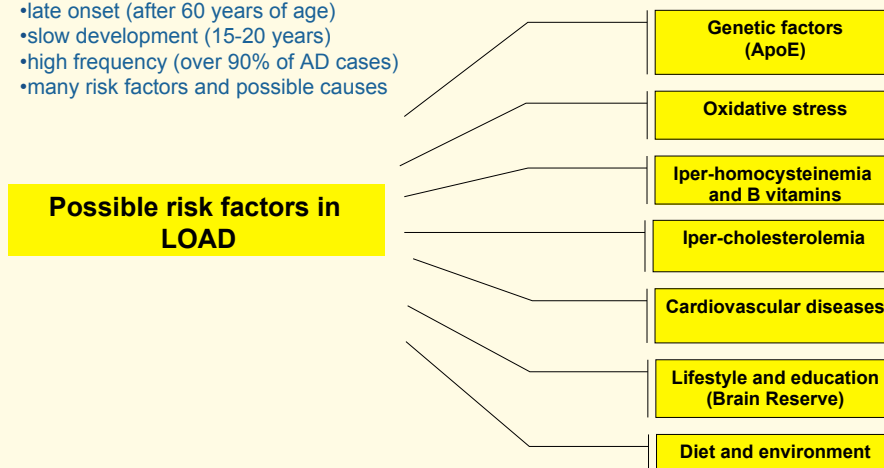 •late onset (after 60 years of age)
•slow development (15-20 years)
•high frequency (over 90% of AD cases)
•many risk factors and possible causes
Possible risk factors in
LOAD
Genetic factors
(ApoE)
Oxidative stress
Iper-homocysteinemia
and B vitamins
Iper-cholesterolemia
Cardiovascular diseases
Lifestyle and education
(Brain Reserve)
Diet and environment